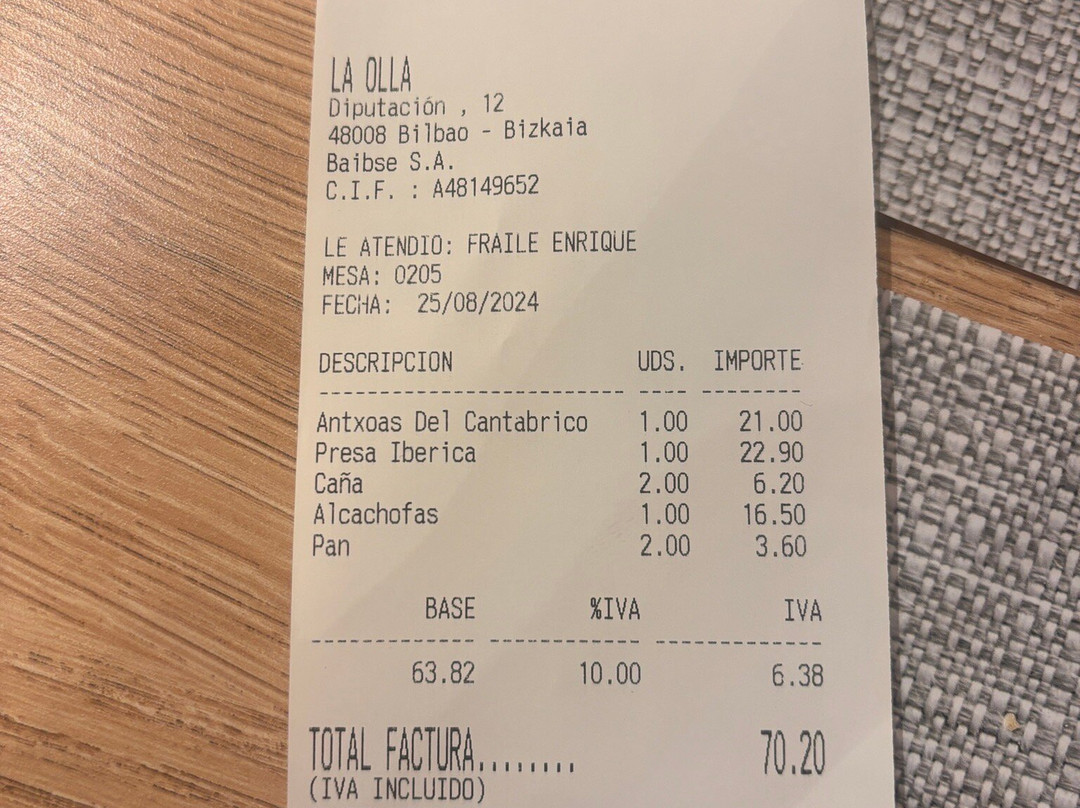 LA OLLA
Diputación , 12
48008 Bilbao - Bizkaia
Baibse S.A.
C.I.F. : A48149652
LE ATENDIO: FRAILE ENRIQUE
MESA: 0205
FECHA: 25/08/2024
DESCRIPCION UDS. IMPORTE
Antxoas Del Cantabrico 1.00 21.00
Presa Iberica 1.00 22.90
Caña 2.00 6.20
Alcachofas 1.00 16.50
Pan 2.00 3.60
BASE %IVA IVA
63.82 10.00 6.38
TOTAL FACTURA........ 70.20
(IVA INCLUIDO)